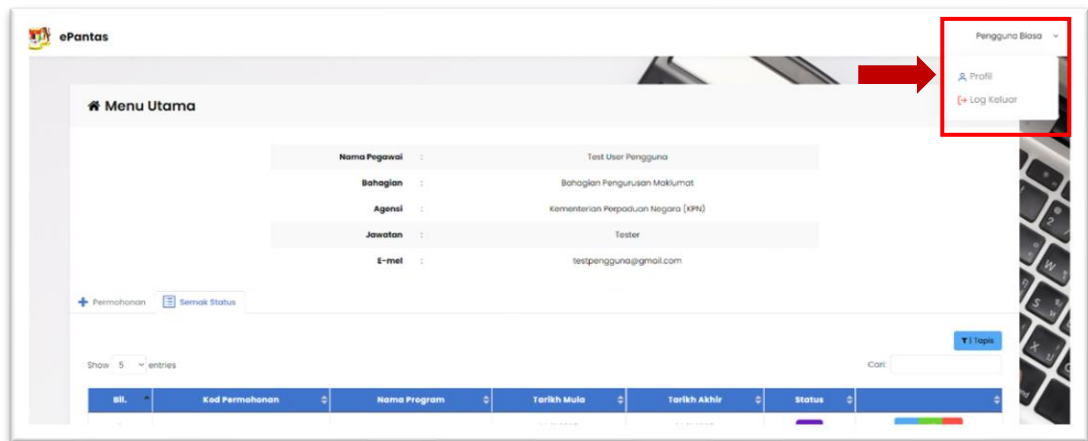 ePantas
Pengguna Biasa
Profil
Log Keluar
Menu Utama
Nama Pegawai : Test User Pengguna
Bahagian : Bahagian Pengurusan Maklumat
Agensi : Kementerian Perpaduan Negara (KPN)
Jawatan : Tester
E-mel : testpengguna@gmail.com
Permohonan Semak Status
Tapis
Show 5 entries Cari:
Bil. Kod Permohonan Nama Program Tarikh Mula Tarikh Akhir Status